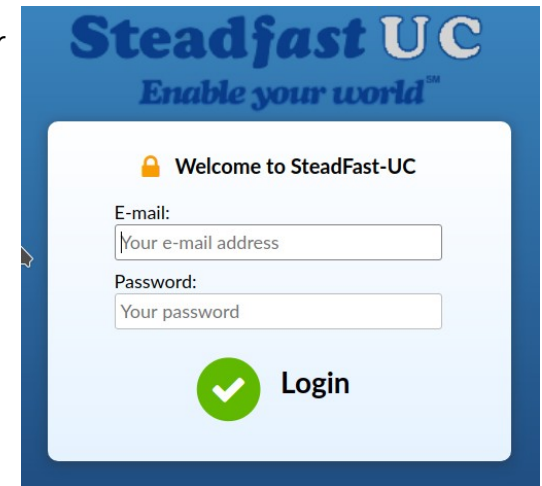 r
Steadfast UC
Enable your world℠
Welcome to SteadFast-UC
E-mail:
Your e-mail address
Password:
Your password
Login